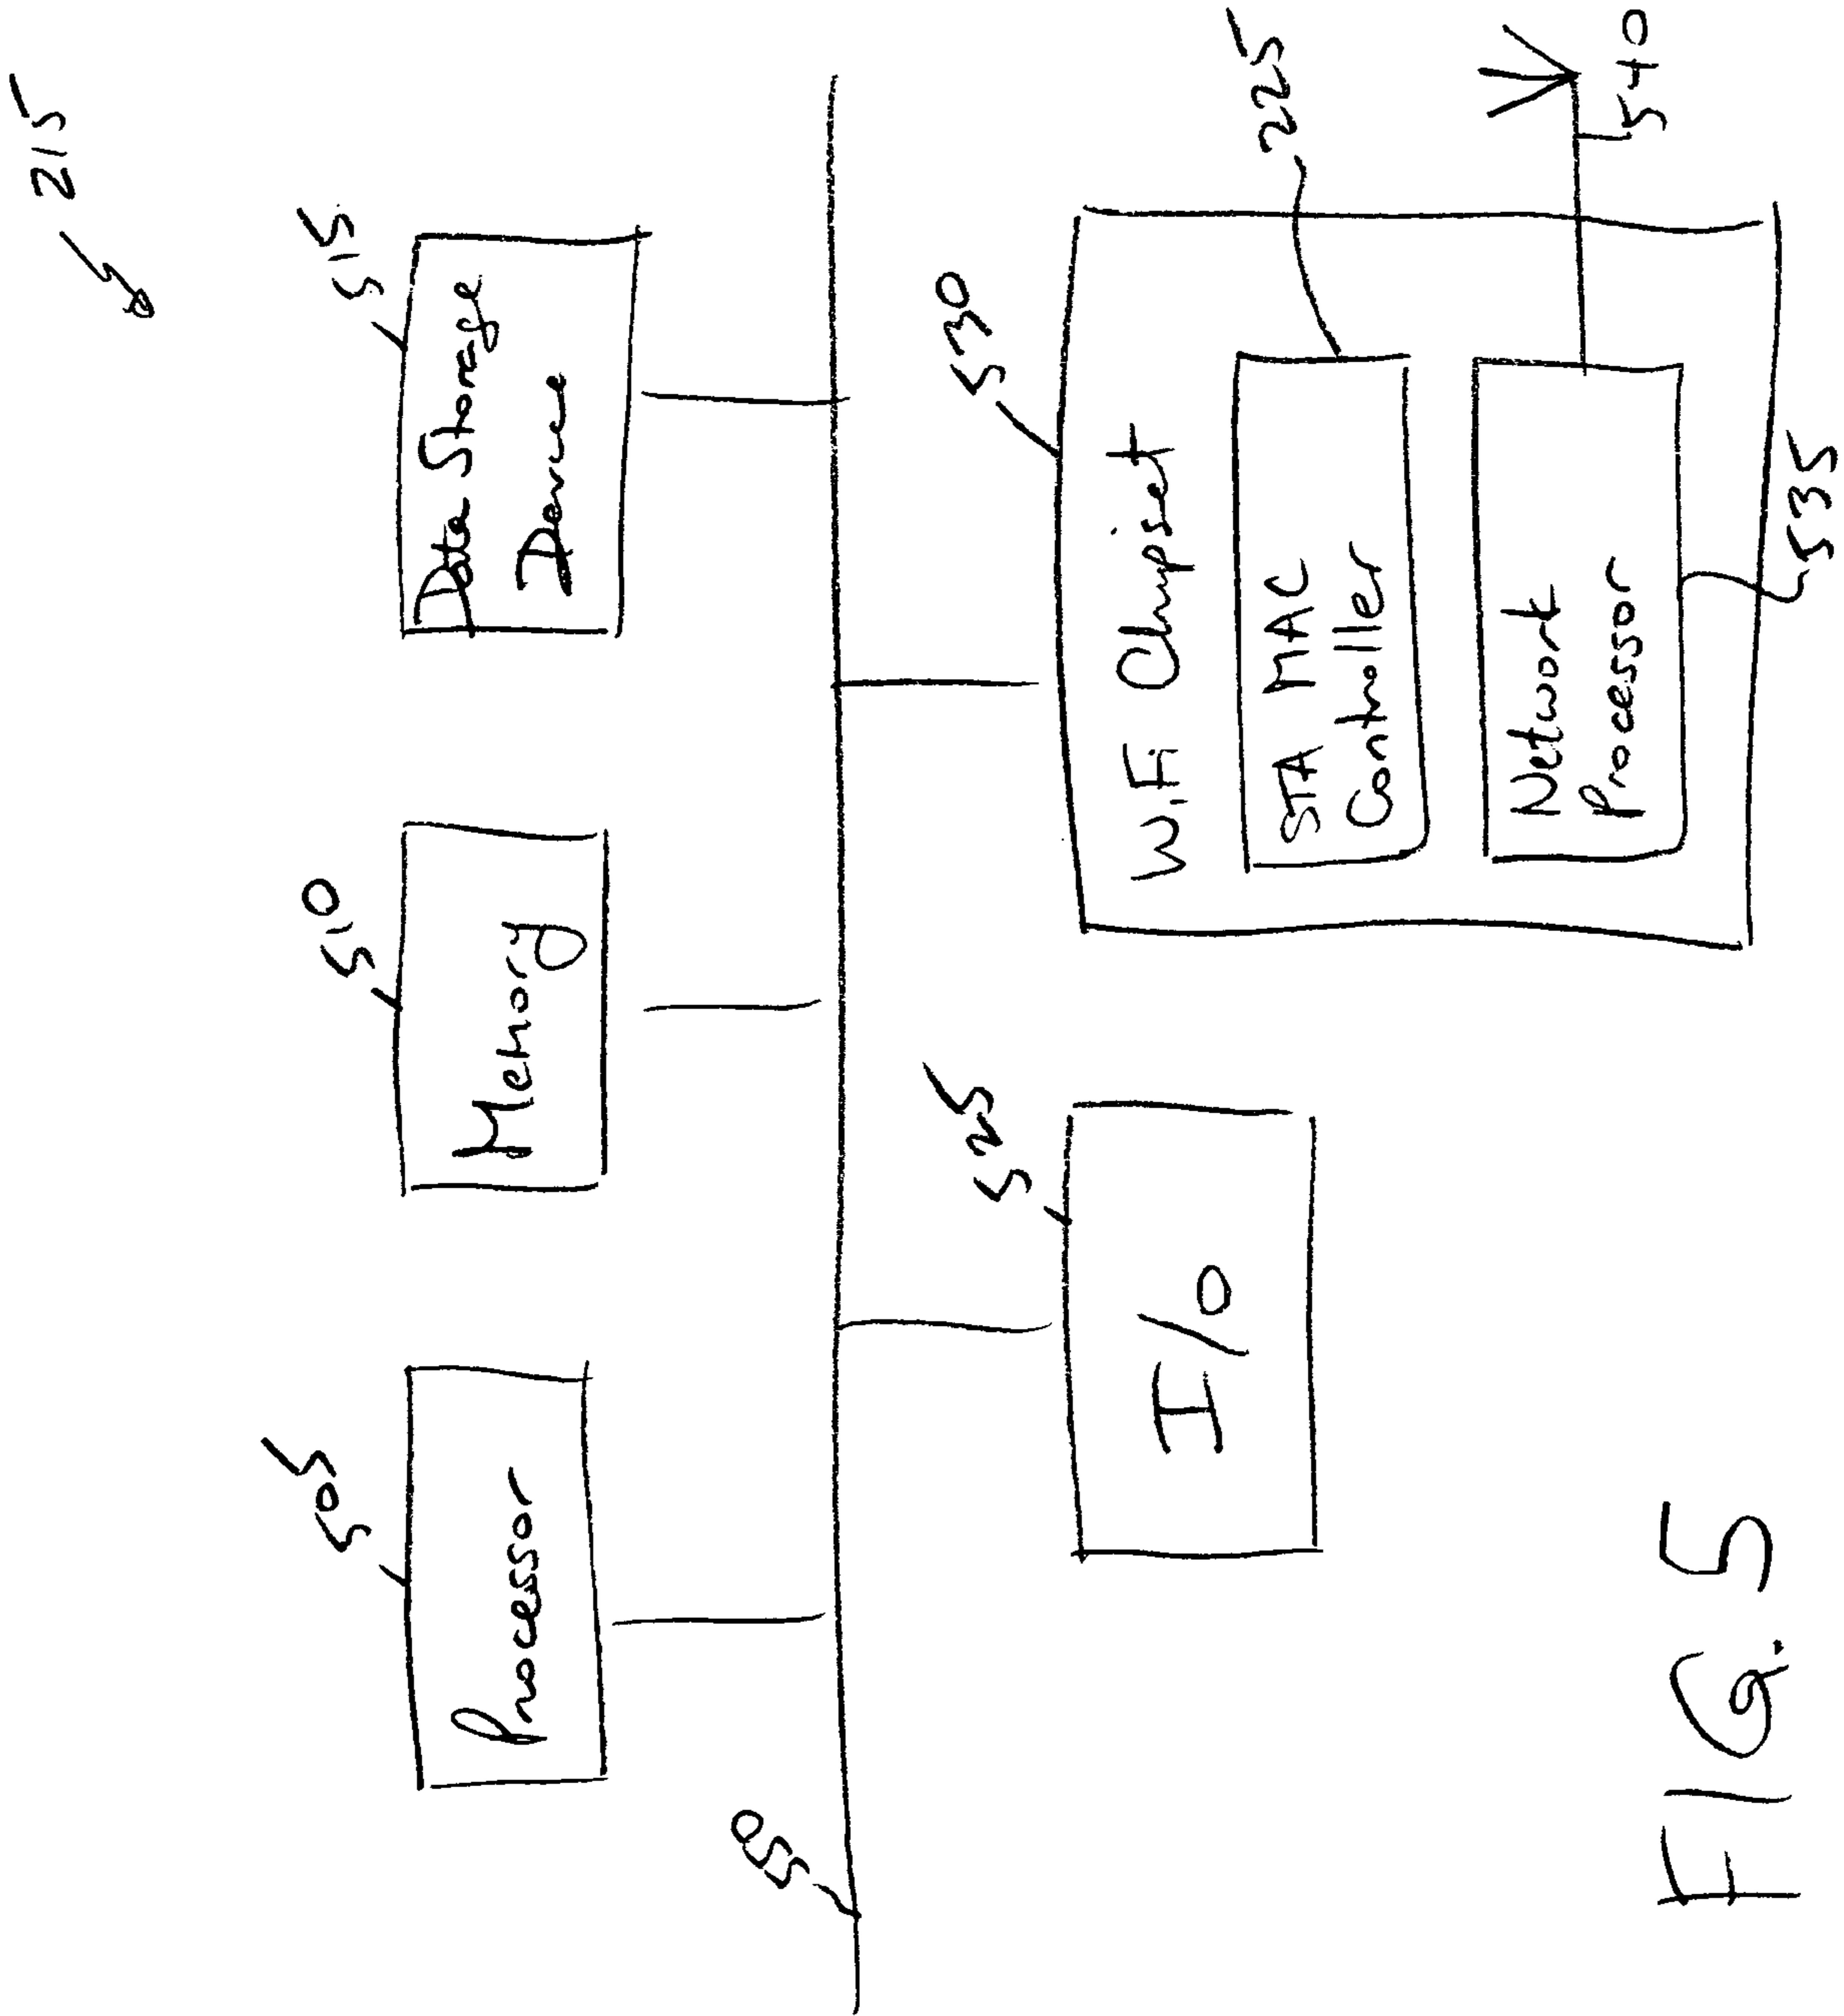 215
505
510
515
Processor
Memory
Data Storage
Device
550
525
530
I/O
WiFi Chipset
STA MAC
Controller
225
Network
Processor
540
535
FIG. 5